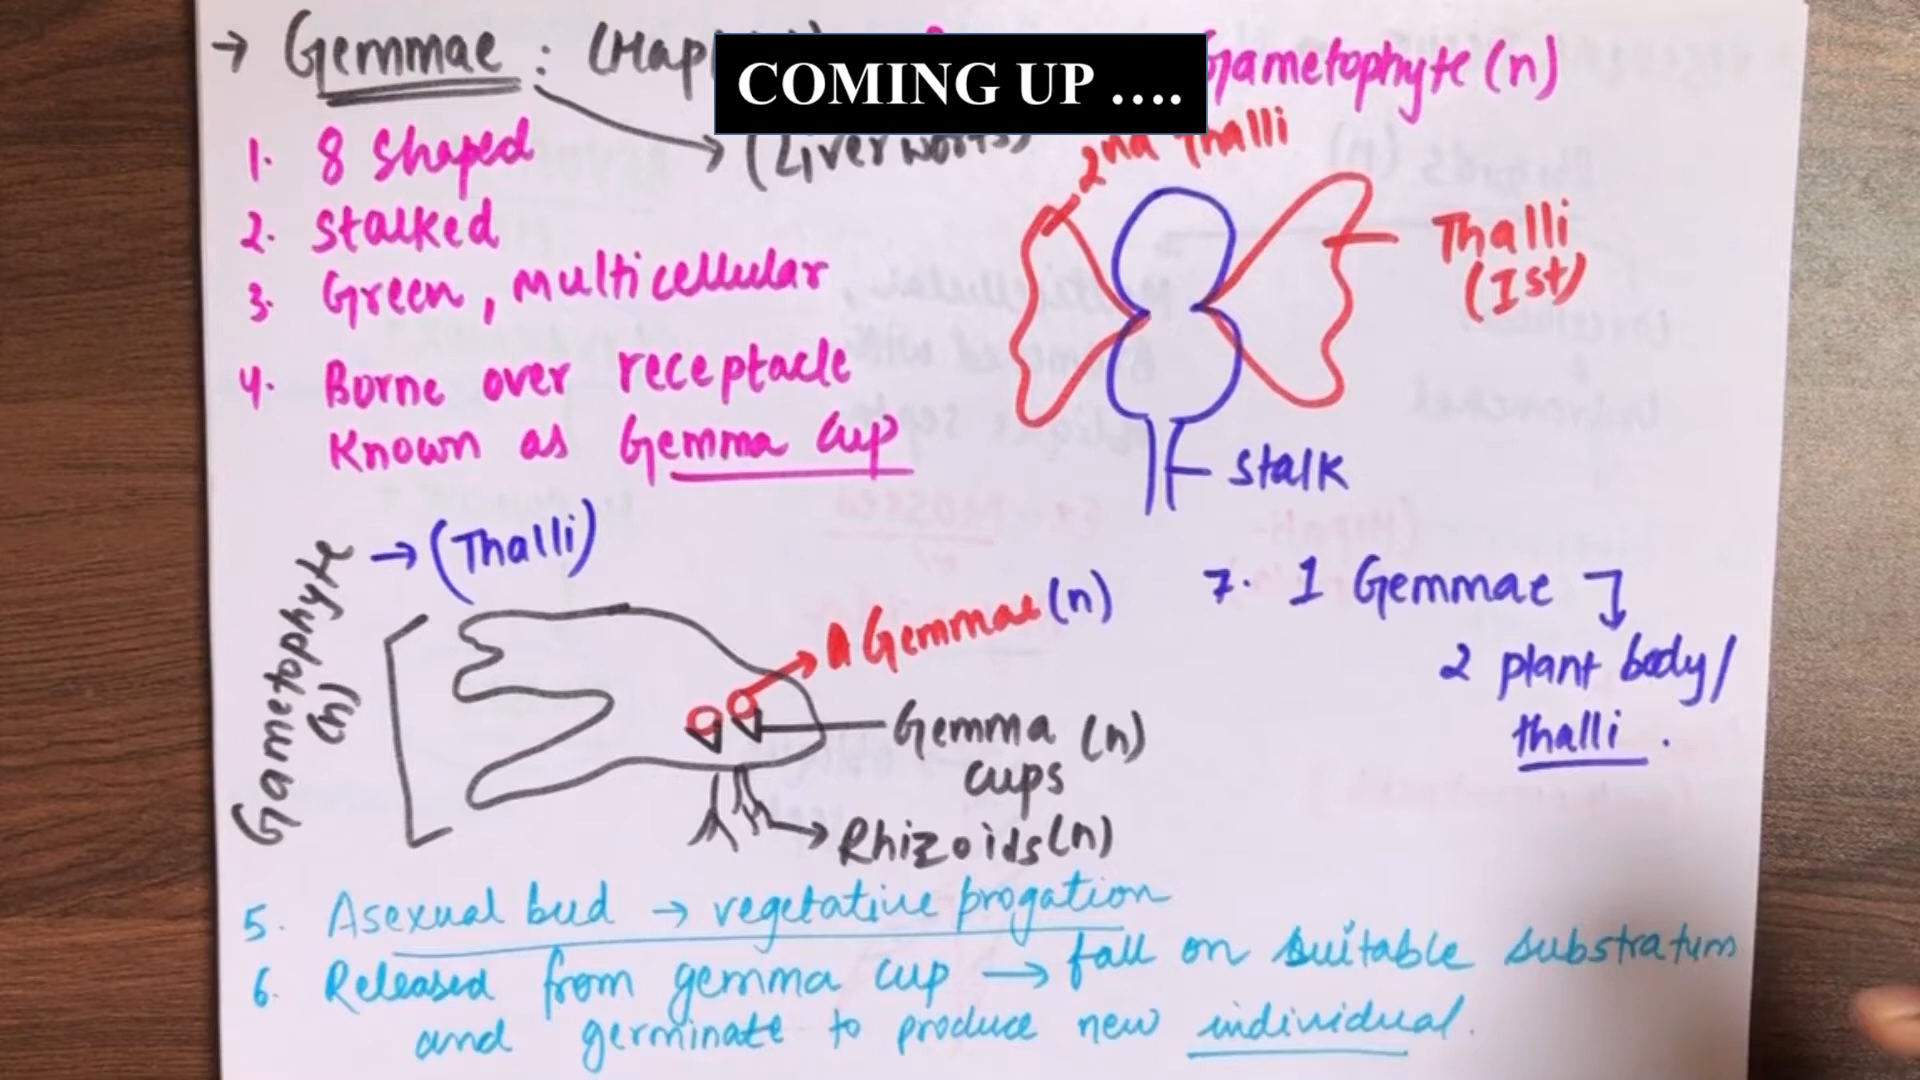 COMING UP ….
→ Gemmae : Gametophyte (n)
→ (Liverworts)
1. 8 Shaped
2. Stalked
3. Green, multicellular
4. Borne over receptacle
known as Gemma cup
2nd Thalli
Thalli
(Ist)
Stalk
→ (Thalli)
Gametophyte
(n)
Gemmae (n)
Gemma (n)
cups
Rhizoids (n)
7. 1 Gemmae
2 plant body/
thalli.
5. Asexual bud → vegetative progation
6. Released from gemma cup → fall on suitable substratum
and germinate to produce new individual.